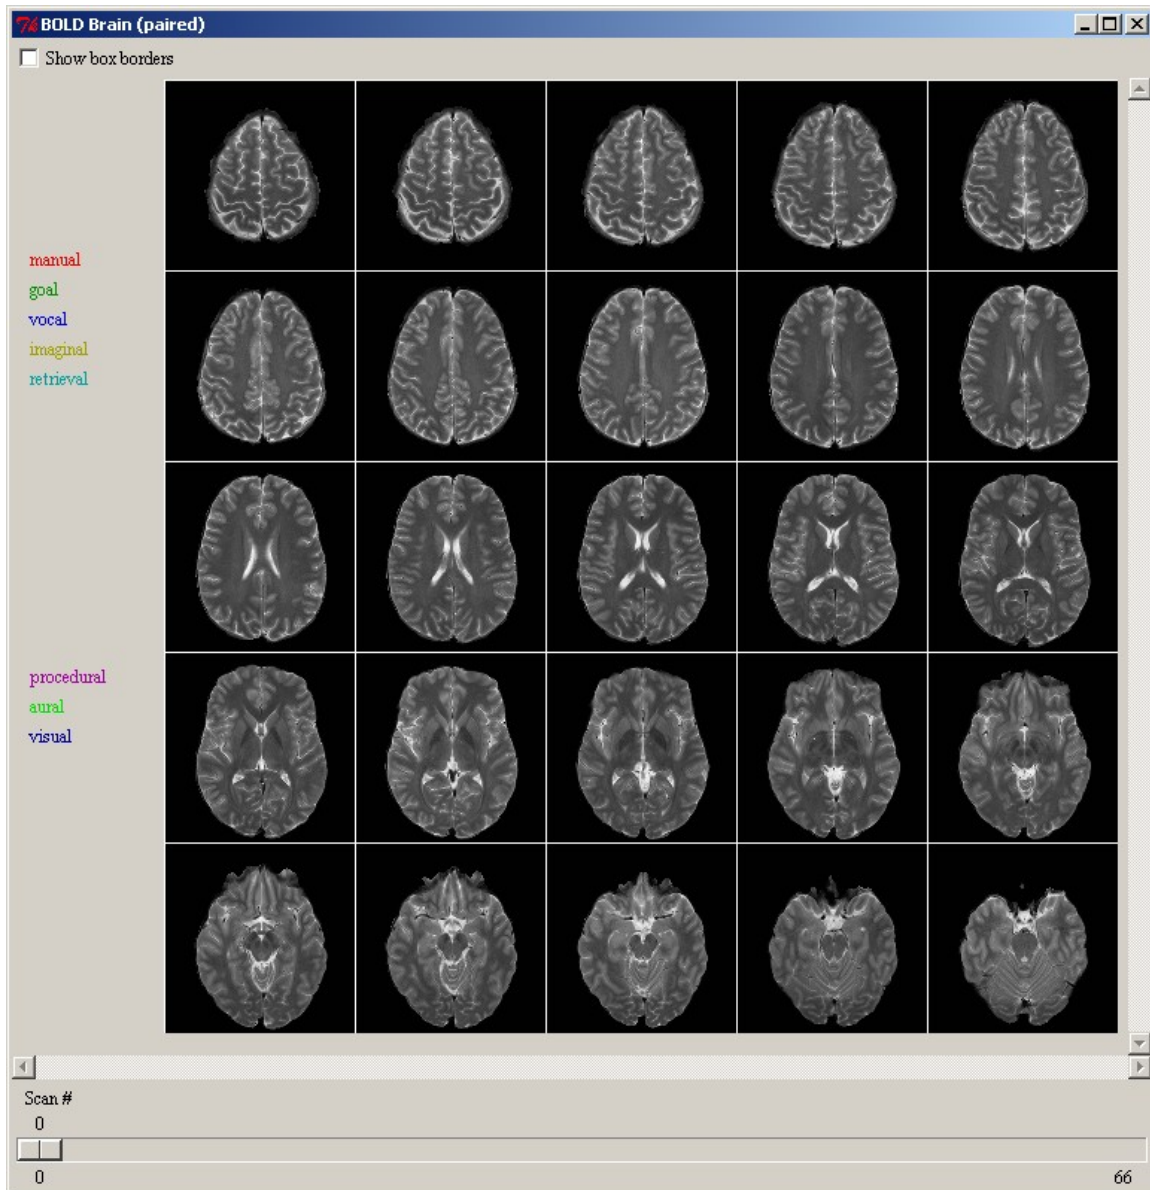 BOLD Brain (paired)
Show box borders
manual
goal
vocal
imaginal
retrieval
procedural
aural
visual
Scan #
0
0
66